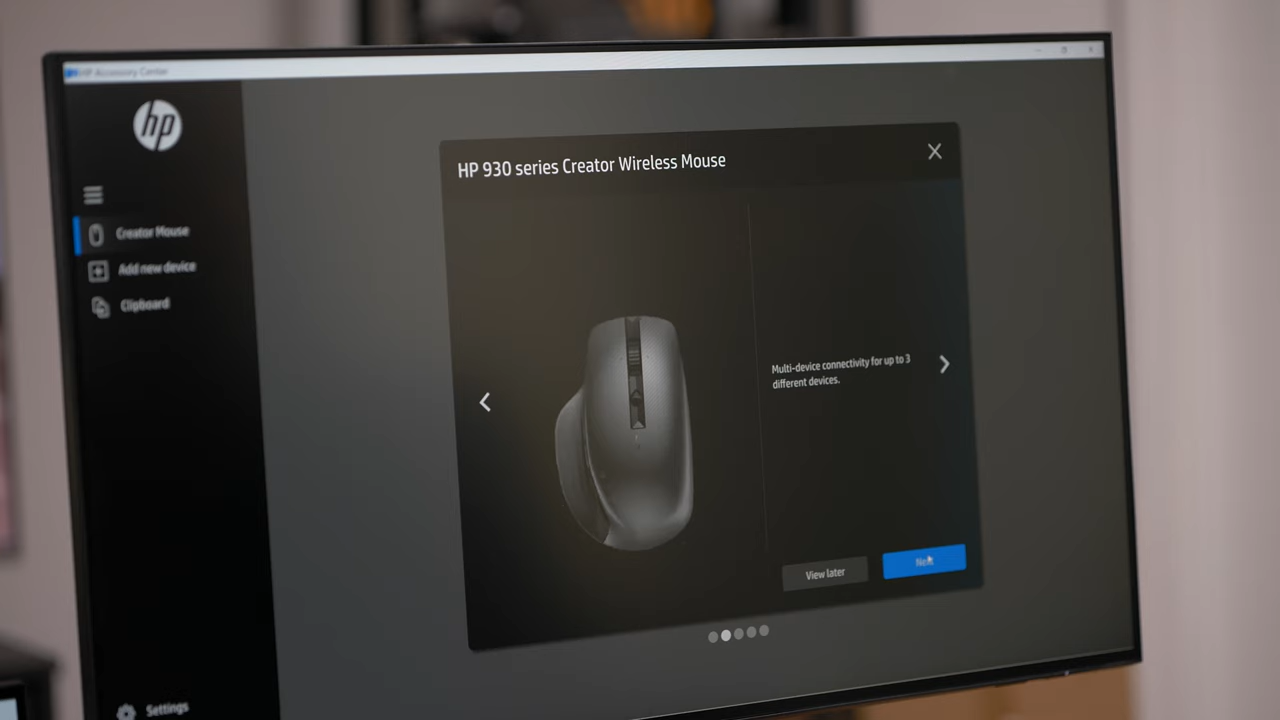 HP Accessory Center
hp
Creator Mouse
Add new device
Clipboard
Settings
HP 930 series Creator Wireless Mouse
Multi-device connectivity for up to 3
different devices.
View later
Next